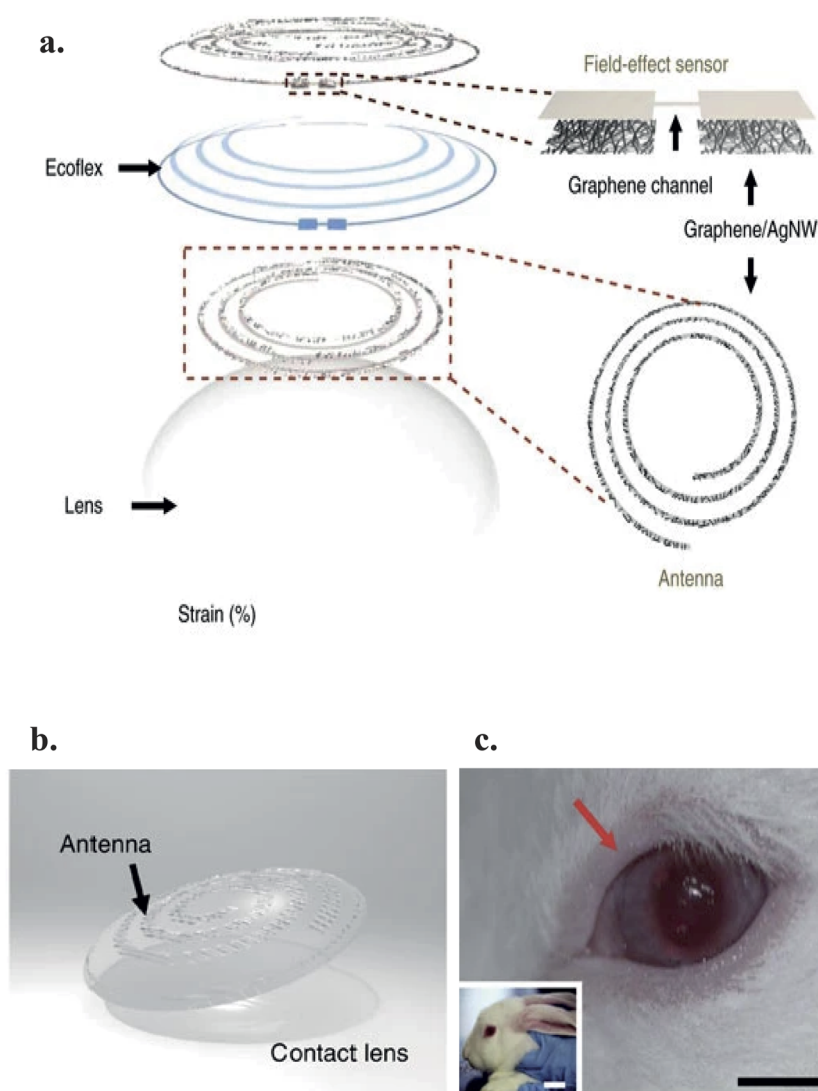 a.
Field-effect sensor
Ecoflex
Graphene channel
Graphene/AgNW
Lens
Antenna
Strain (%)
b.
c.
Antenna
Contact lens